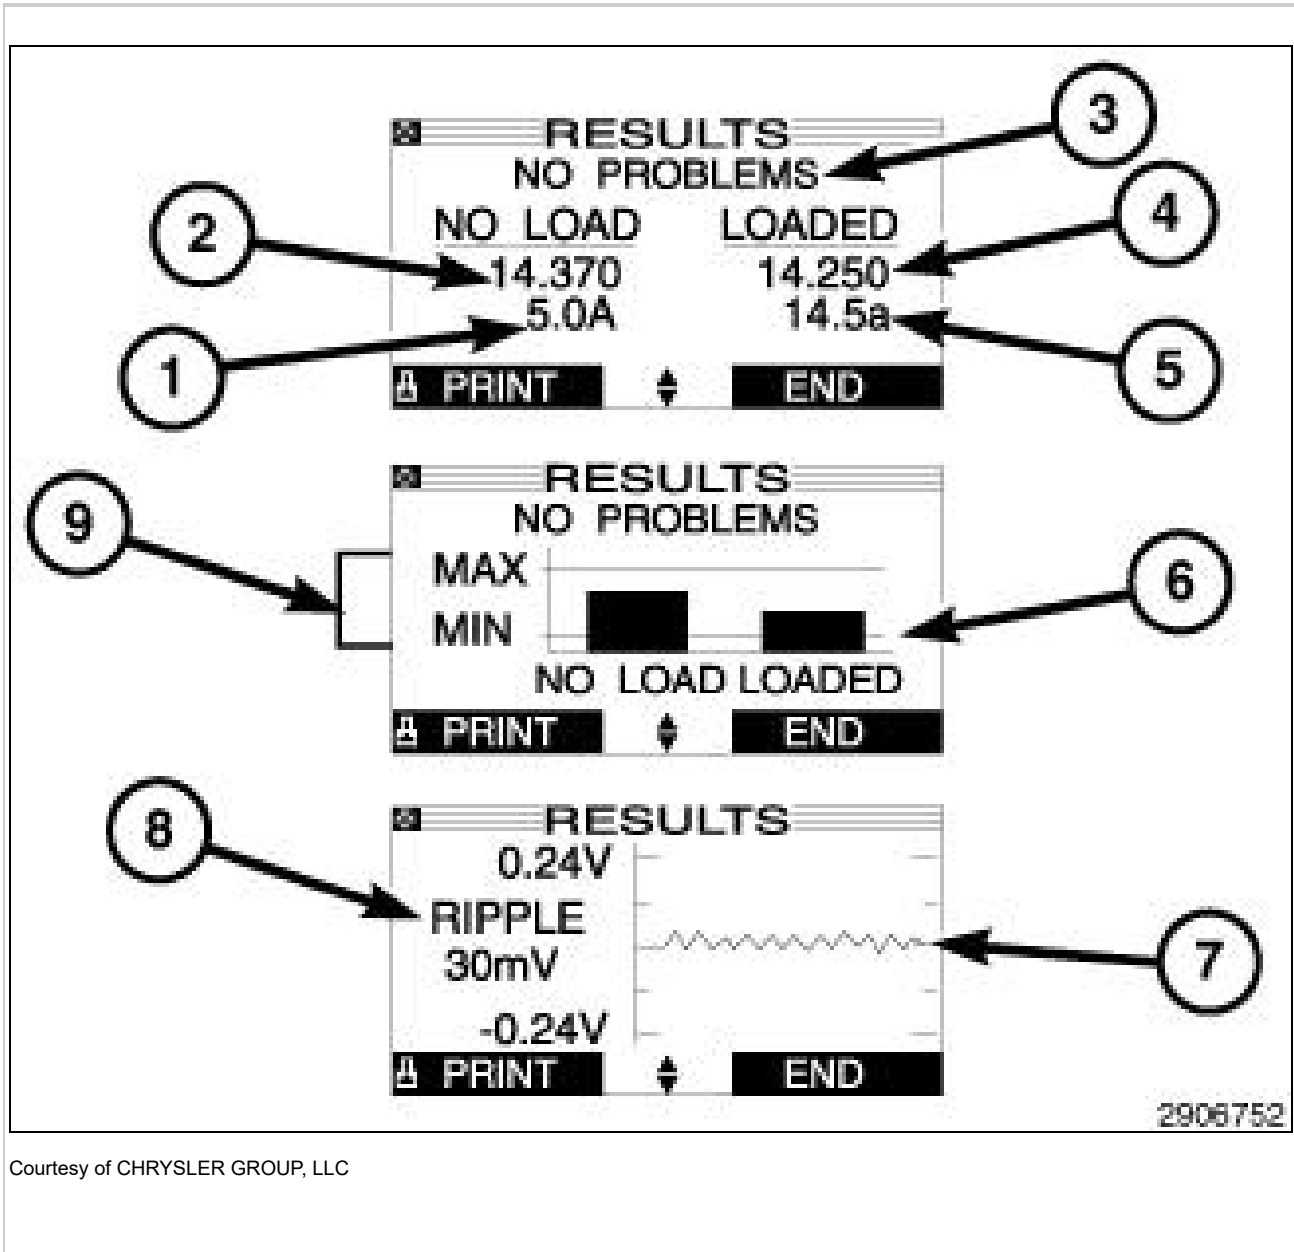 3
RESULTS
NO PROBLEMS
4
2
NO LOAD LOADED
14.370 14.250
5.0A 14.5a
1
5
PRINT END
RESULTS
NO PROBLEMS
9
MAX
6
MIN
NO LOAD LOADED
PRINT END
8
RESULTS
0.24V
RIPPLE
30mV
7
-0.24V
PRINT END
2906752
Courtesy of CHRYSLER GROUP, LLC